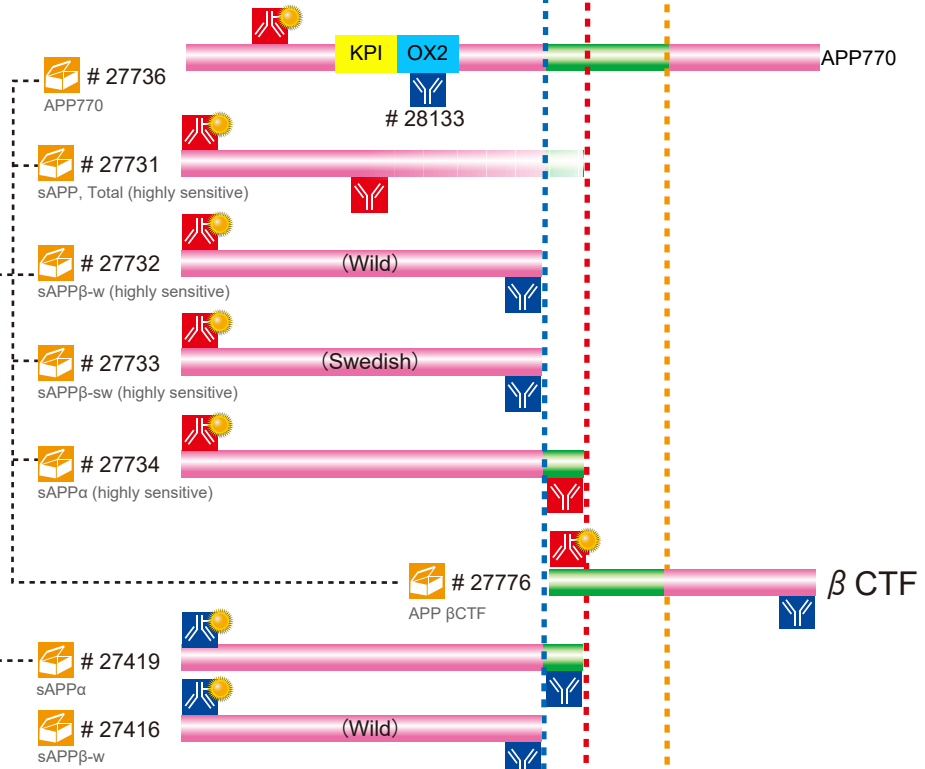 KPI OX2
APP770
# 27736
APP770
# 28133
# 27731
sAPP, Total (highly sensitive)
# 27732
(Wild)
sAPPβ-w (highly sensitive)
# 27733
(Swedish)
sAPPβ-sw (highly sensitive)
# 27734
sAPPα (highly sensitive)
# 27776
β CTF
APP βCTF
# 27419
sAPPα
# 27416
(Wild)
sAPPβ-w